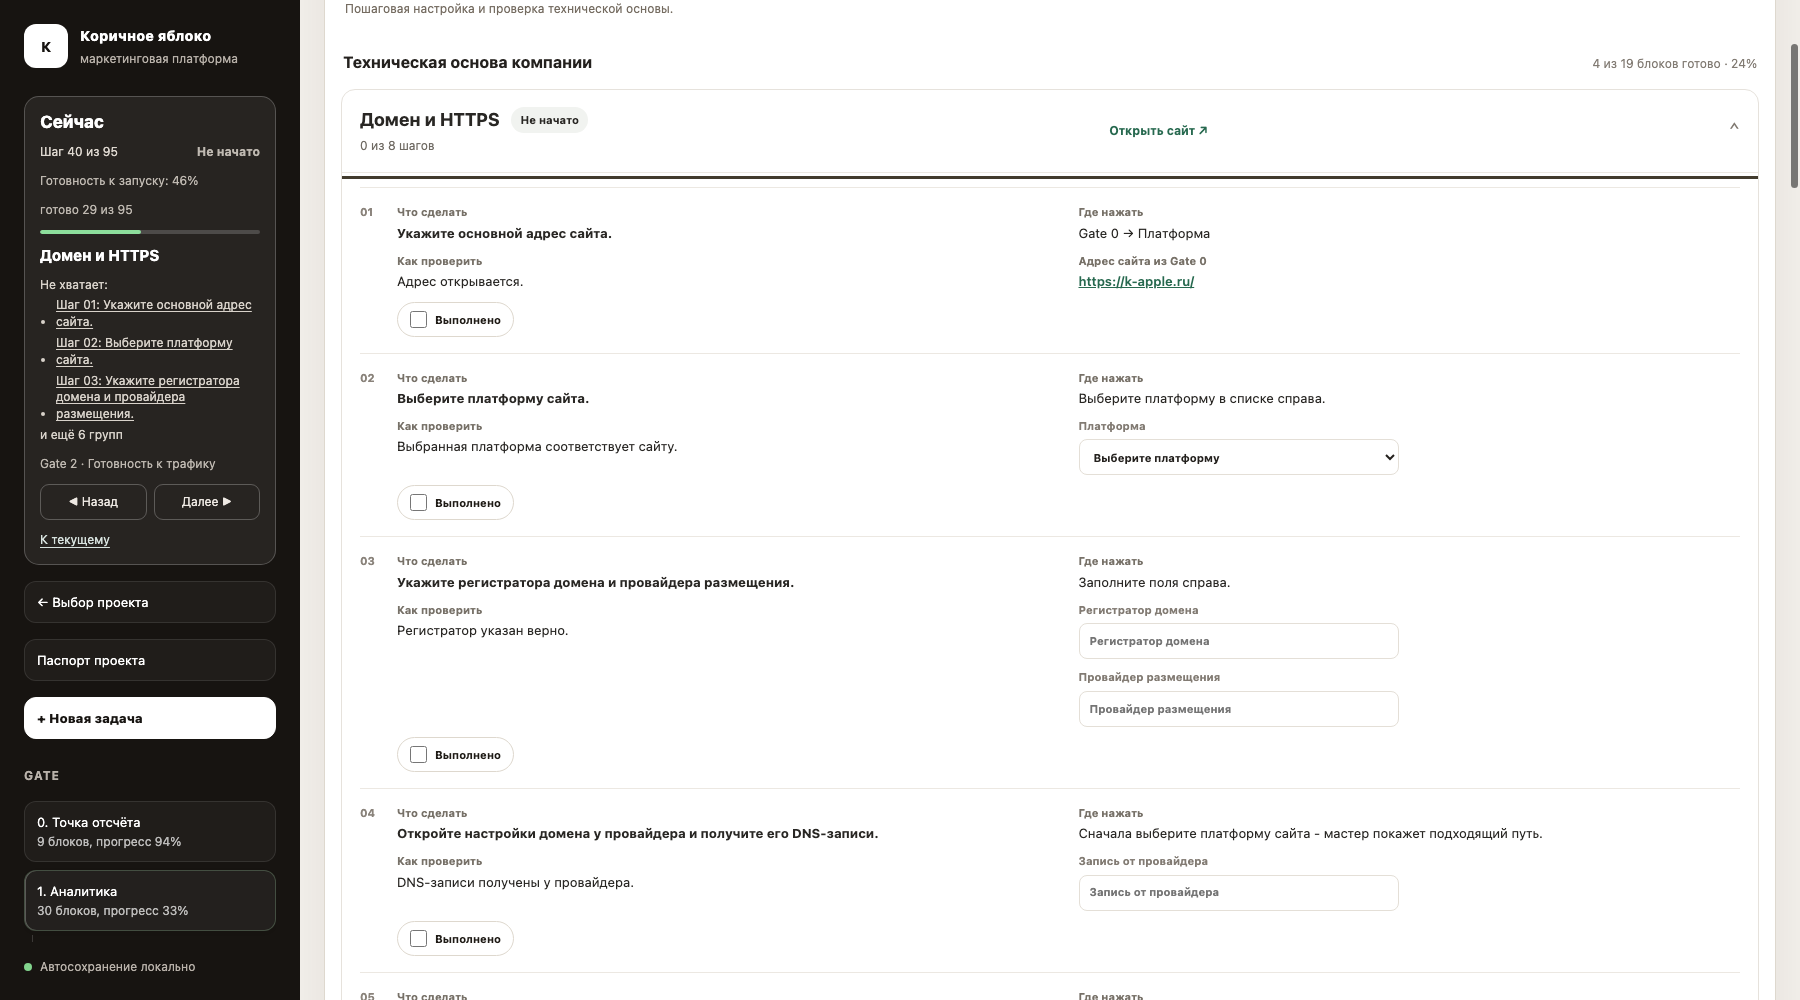 К
Коричное яблоко
маркетинговая платформа
Сейчас
Шаг 40 из 95
Не начато
Готовность к запуску: 46%
готово 29 из 95
Домен и HTTPS
Не хватает:
• Шаг 01: Укажите основной адрес
сайта.
• Шаг 02: Выберите платформу
сайта.
• Шаг 03: Укажите регистратора
домена и провайдера
размещения.
и ещё 6 групп
Gate 2 · Готовность к трафику
◀ Назад
Далее ▶
К текущему
← Выбор проекта
Паспорт проекта
+ Новая задача
GATE
0. Точка отсчёта
9 блоков, прогресс 94%
1. Аналитика
30 блоков, прогресс 33%
Автосохранение локально
Пошаговая настройка и проверка технической основы.
Техническая основа компании
4 из 19 блоков готово · 24%
Домен и HTTPS
Не начато
0 из 8 шагов
Открыть сайт ↗
01
Что сделать
Укажите основной адрес сайта.
Как проверить
Адрес открывается.
Выполнено
Где нажать
Gate 0 → Платформа
Адрес сайта из Gate 0
https://k-apple.ru/
02
Что сделать
Выберите платформу сайта.
Как проверить
Выбранная платформа соответствует сайту.
Выполнено
Где нажать
Выберите платформу в списке справа.
Платформа
Выберите платформу
03
Что сделать
Укажите регистратора домена и провайдера размещения.
Как проверить
Регистратор указан верно.
Выполнено
Где нажать
Заполните поля справа.
Регистратор домена
Регистратор домена
Провайдер размещения
Провайдер размещения
04
Что сделать
Откройте настройки домена у провайдера и получите его DNS-записи.
Как проверить
DNS-записи получены у провайдера.
Выполнено
Где нажать
Сначала выберите платформу сайта - мастер покажет подходящий путь.
Запись от провайдера
Запись от провайдера
05
Что сделать
Где нажать